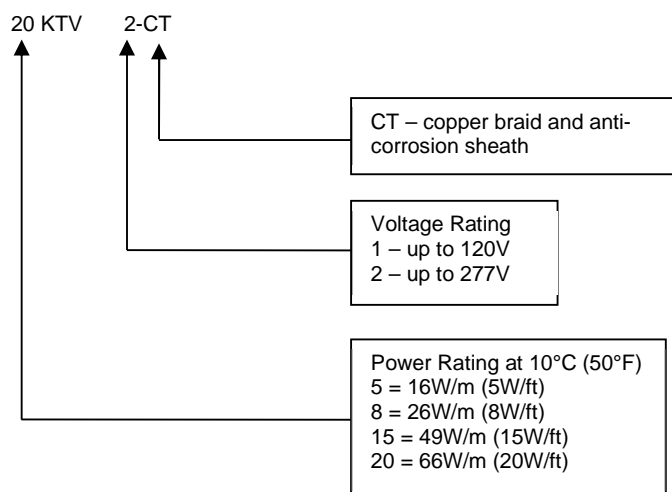 20 KTV 2-CT
CT – copper braid and anti-
corrosion sheath
Voltage Rating
1 – up to 120V
2 – up to 277V
Power Rating at 10°C (50°F)
5 = 16W/m (5W/ft)
8 = 26W/m (8W/ft)
15 = 49W/m (15W/ft)
20 = 66W/m (20W/ft)